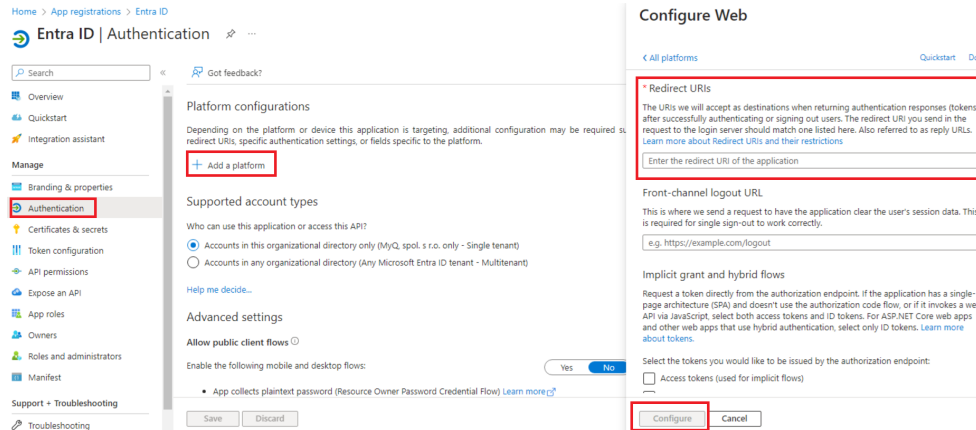 Home > App registrations > Entra ID
Entra ID | Authentication
Search
Overview
Quickstart
Integration assistant
Manage
Branding & properties
Authentication
Certificates & secrets
Token configuration
API permissions
Expose an API
App roles
Owners
Roles and administrators
Manifest
Support + Troubleshooting
Troubleshooting
Got feedback?
Platform configurations
Depending on the platform or device this application is targeting, additional configuration may be required su
redirect URIs, specific authentication settings, or fields specific to the platform.
+ Add a platform
Supported account types
Who can use this application or access this API?
Accounts in this organizational directory only (MyQ, spol. s r.o. only - Single tenant)
Accounts in any organizational directory (Any Microsoft Entra ID tenant - Multitenant)
Help me decide...
Advanced settings
Allow public client flows
Enable the following mobile and desktop flows:
Yes No
• App collects plaintext password (Resource Owner Password Credential Flow) Learn more
Save Discard
Configure Web
All platforms
Quickstart Do
* Redirect URIs
The URIs we will accept as destinations when returning authentication responses (tokens
after successfully authenticating or signing out users. The redirect URI you send in the
request to the login server should match one listed here. Also referred to as reply URLs.
Learn more about Redirect URIs and their restrictions
Enter the redirect URI of the application
Front-channel logout URL
This is where we send a request to have the application clear the user's session data. This
is required for single sign-out to work correctly.
e.g. https://example.com/logout
Implicit grant and hybrid flows
Request a token directly from the authorization endpoint. If the application has a single-
page architecture (SPA) and doesn't use the authorization code flow, or if it invokes a we
API via JavaScript, select both access tokens and ID tokens. For ASP.NET Core web apps
and other web apps that use hybrid authentication, select only ID tokens. Learn more
about tokens.
Select the tokens you would like to be issued by the authorization endpoint:
Access tokens (used for implicit flows)
Configure Cancel